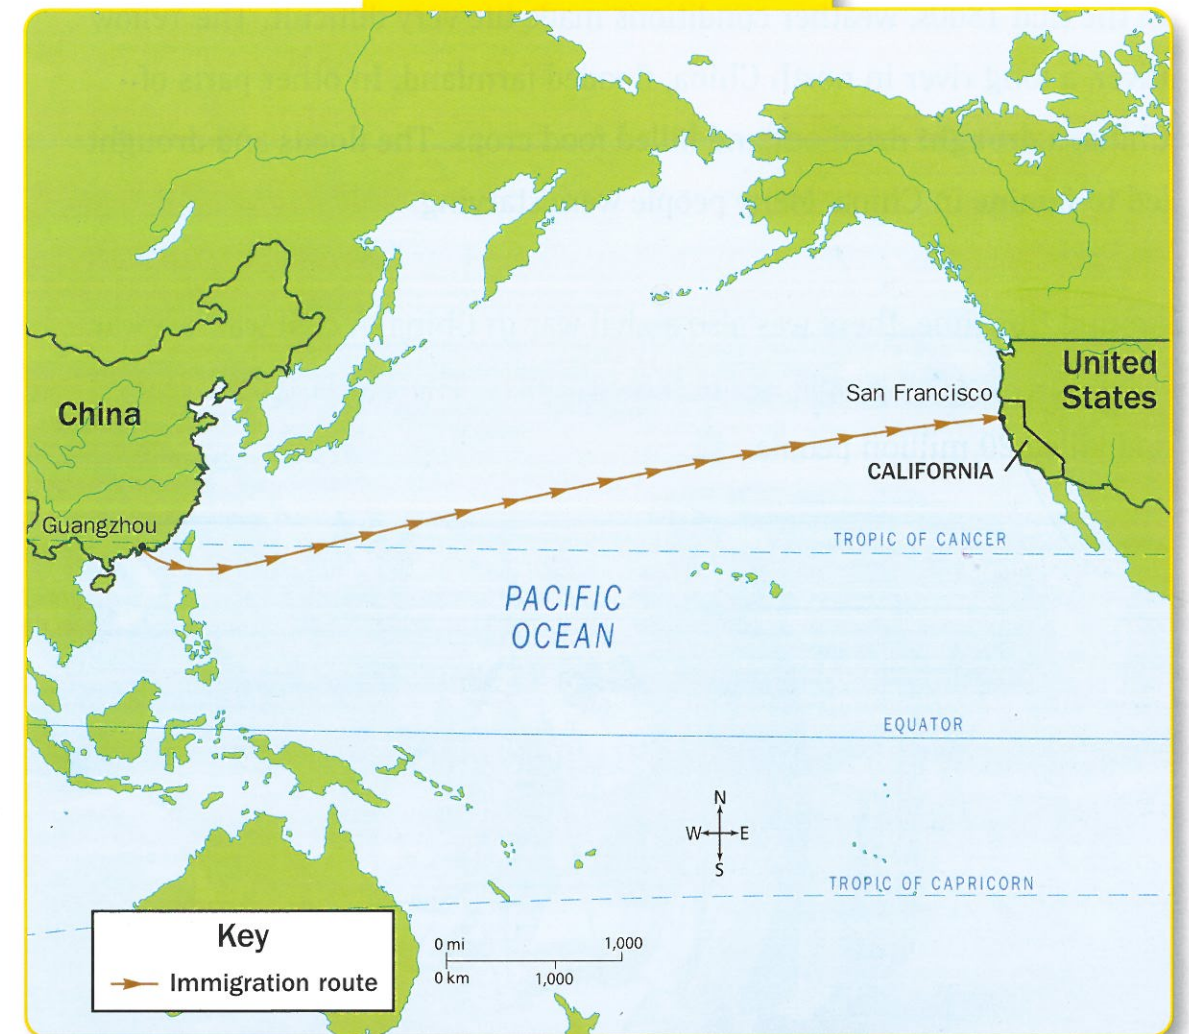 United
States
San Francisco
China
CALIFORNIA
Guangzhou
TROPIC OF CANCER
PACIFIC
OCEAN
EQUATOR
N
W E
S
TROPIC OF CAPRICORN
Key
Immigration route
0 mi 1,000
0 km 1,000